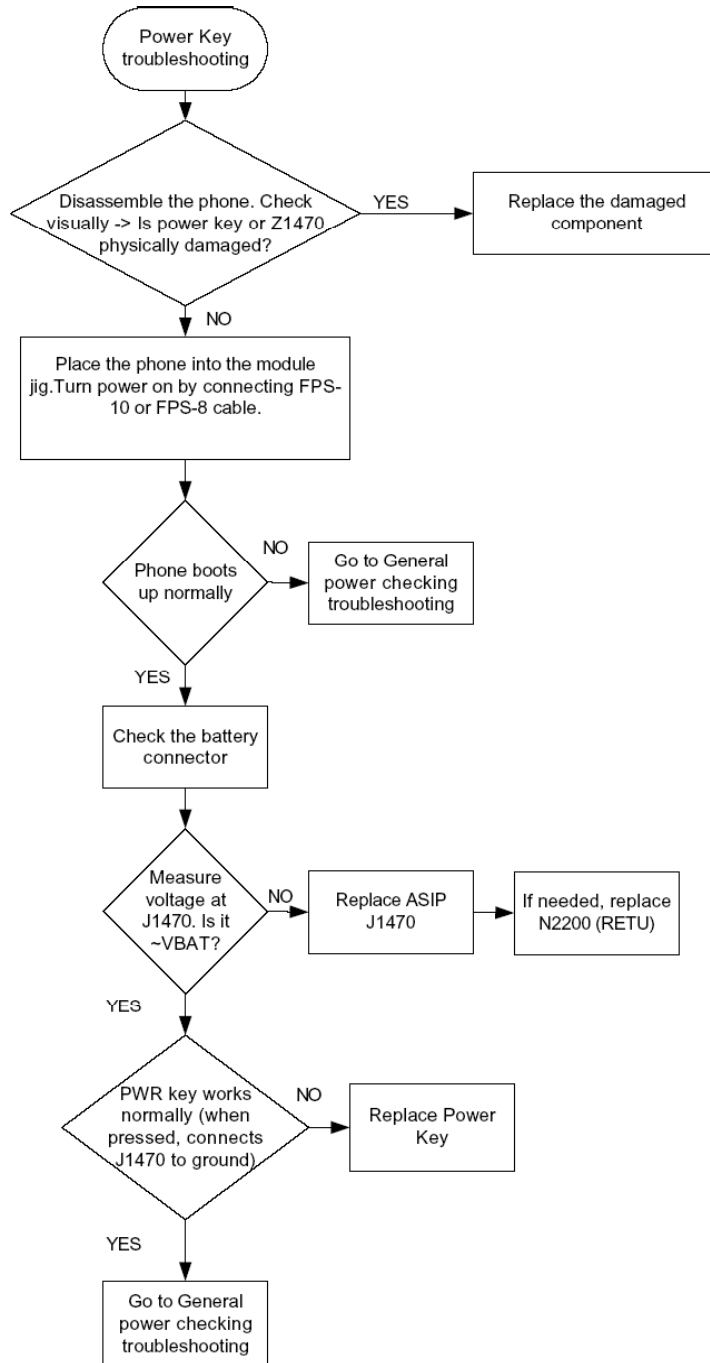 Power Key
troubleshooting
Disassemble the phone. Check
visually -> Is power key or Z1470
physically damaged?
YES
Replace the damaged
component
NO
Place the phone into the module
jig.Turn power on by connecting FPS-
10 or FPS-8 cable.
Phone boots
up normally
NO
Go to General
power checking
troubleshooting
YES
Check the battery
connector
Measure
voltage at
J1470. Is it
~VBAT?
NO
Replace ASIP
J1470
If needed, replace
N2200 (RETU)
YES
PWR key works
normally (when
pressed, connects
J1470 to ground)
NO
Replace Power
Key
YES
Go to General
power checking
troubleshooting